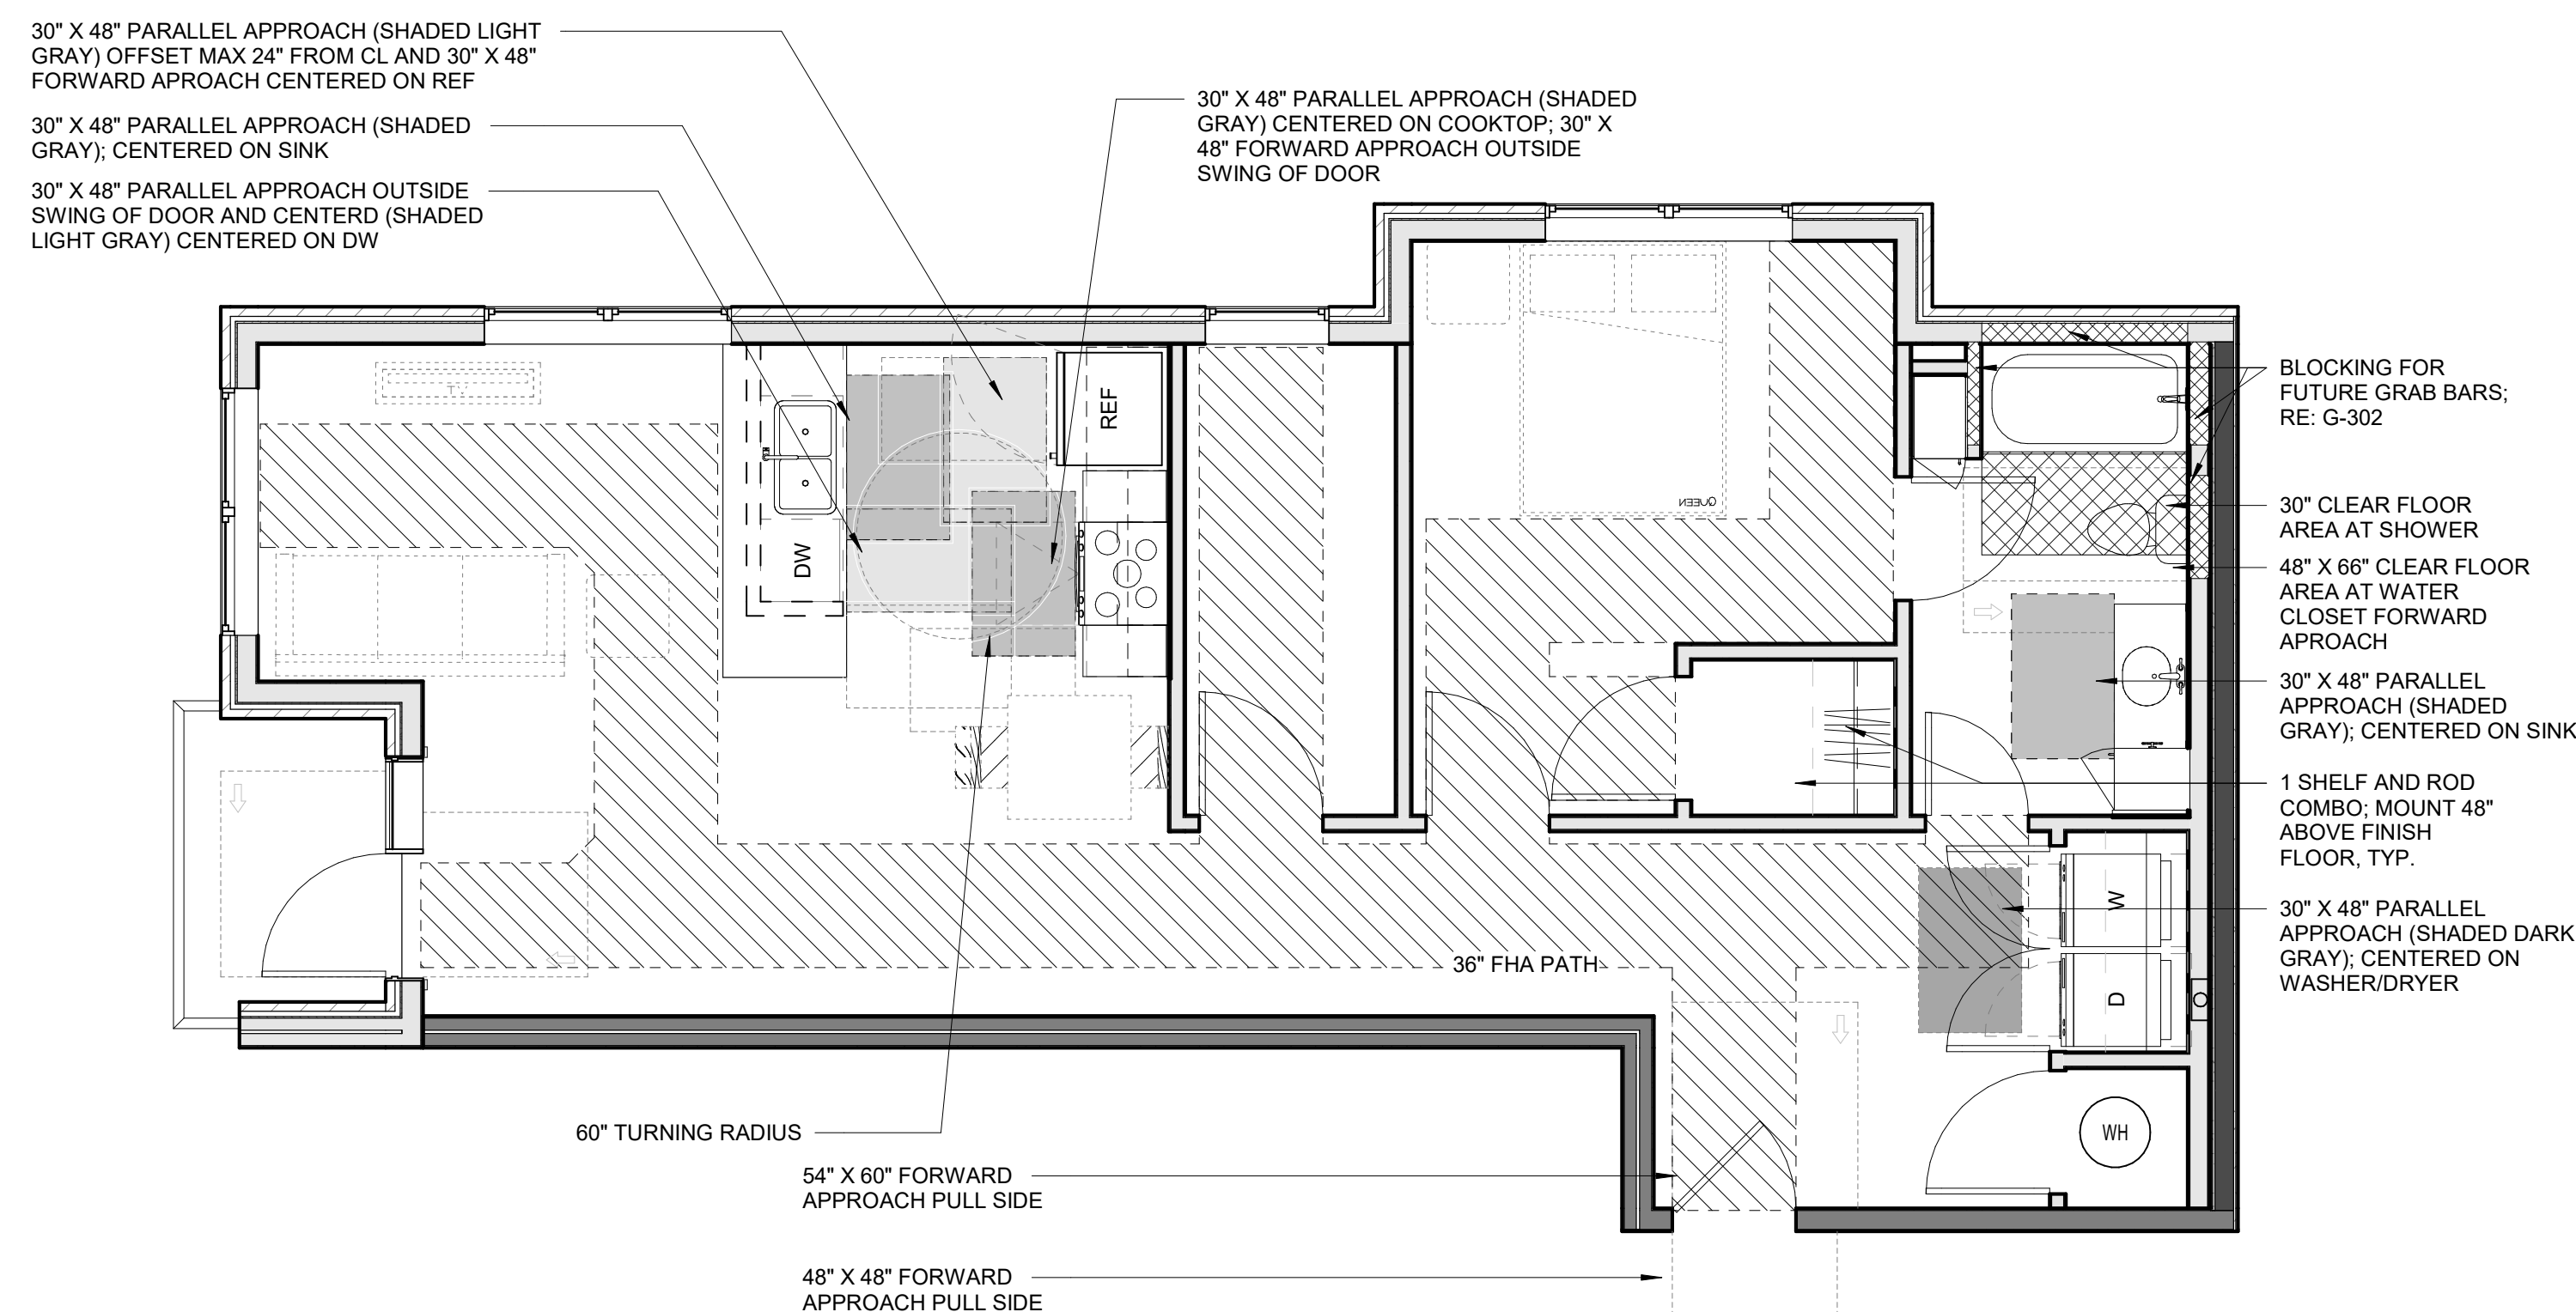 30" X 48" PARALLEL APPROACH (SHADED LIGHT
GRAY) OFFSET MAX 24" FROM CL AND 30" X 48"
FORWARD APROACH CENTERED ON REF
30" X 48" PARALLEL APPROACH (SHADED
GRAY); CENTERED ON SINK
30" X 48" PARALLEL APPROACH OUTSIDE
SWING OF DOOR AND CENTERD (SHADED
LIGHT GRAY) CENTERED ON DW
30" X 48" PARALLEL APPROACH (SHADED
GRAY) CENTERED ON COOKTOP; 30" X
48" FORWARD APPROACH OUTSIDE
SWING OF DOOR
REF
DW
QUEEN
BLOCKING FOR
FUTURE GRAB BARS;
RE: G-302
30" CLEAR FLOOR
AREA AT SHOWER
48" X 66" CLEAR FLOOR
AREA AT WATER
CLOSET FORWARD
APROACH
30" X 48" PARALLEL
APPROACH (SHADED
GRAY); CENTERED ON SINK
1 SHELF AND ROD
COMBO; MOUNT 48"
ABOVE FINISH
FLOOR, TYP.
30" X 48" PARALLEL
APPROACH (SHADED DARK
GRAY); CENTERED ON
WASHER/DRYER
W
D
WH
36" FHA PATH
60" TURNING RADIUS
54" X 60" FORWARD
APPROACH PULL SIDE
48" X 48" FORWARD
APPROACH PULL SIDE